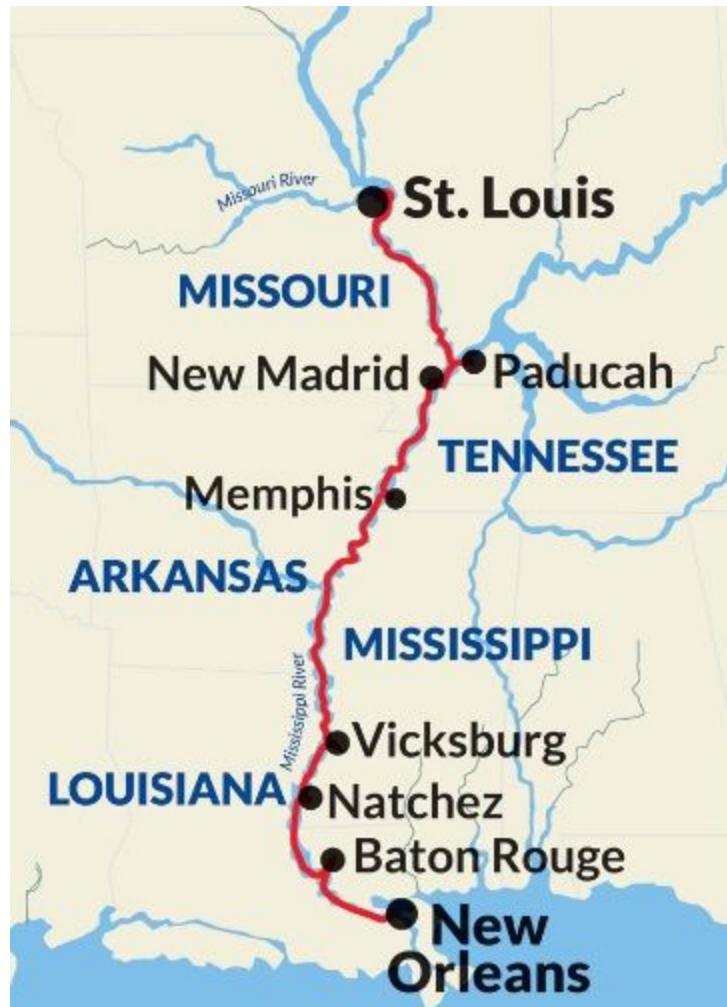 Missouri River
St. Louis
MISSOURI
New Madrid
Paducah
TENNESSEE
Memphis
ARKANSAS
MISSISSIPPI
Mississippi River
Vicksburg
LOUISIANA
Natchez
Baton Rouge
New
Orleans